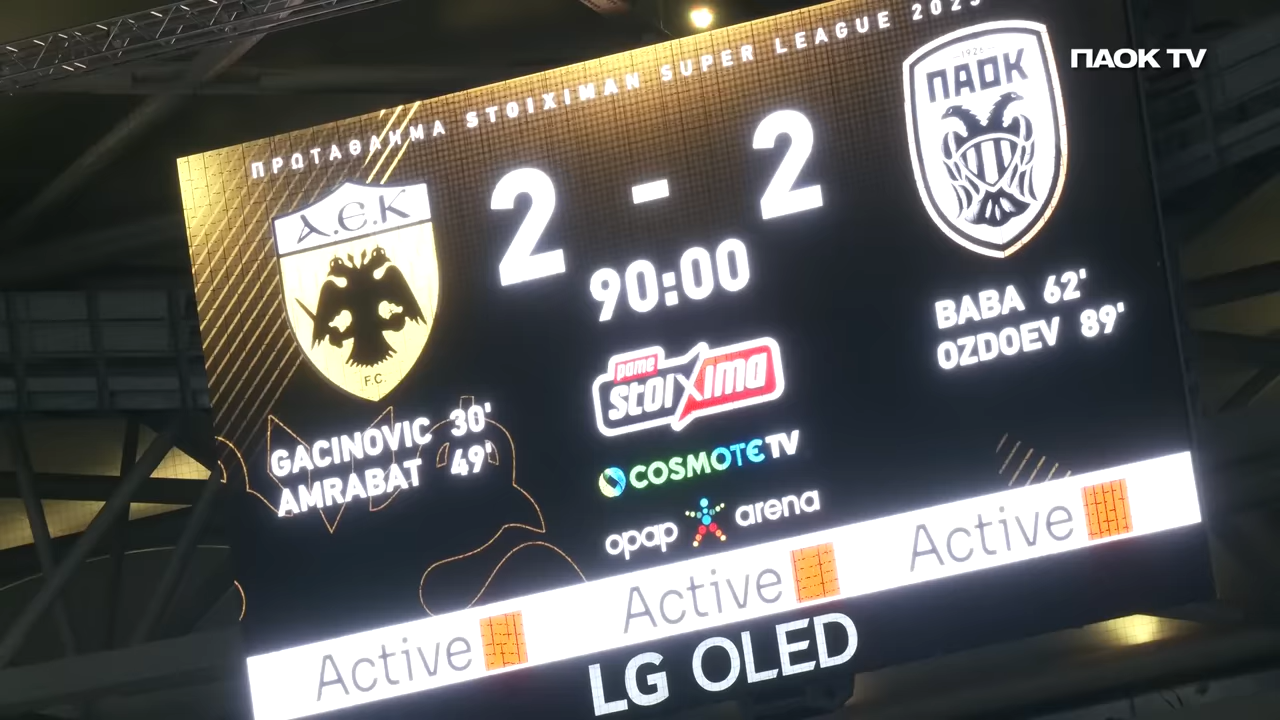 ΠΑΟΚ TV
ΠΡΩΤΑΘΛΗΜΑ STOIXIMAN SUPER LEAGUE
Α.Ε.Κ
F.C.
2 - 2
1926
ΠΑΟΚ
90:00
GACINOVIC 30'
AMRABAT 49'
BABA 62'
OZDOEV 89'
pame
stoixima
COSMOTE TV
opap arena
Active Active Active
LG OLED